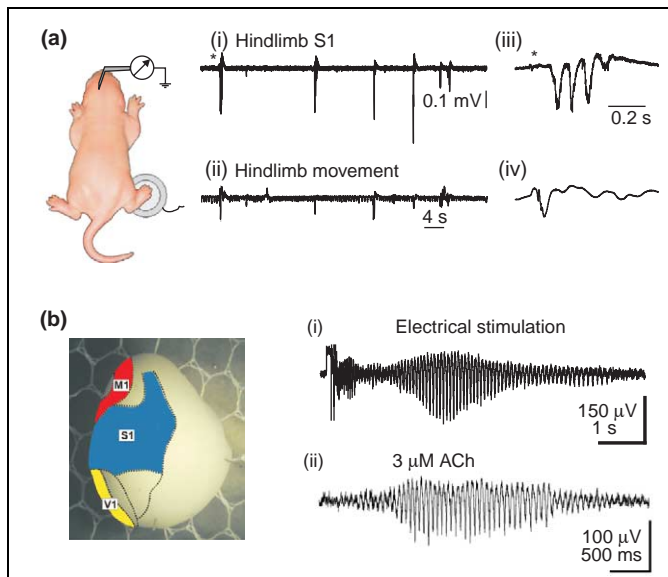 (a)
(i) Hindlimb S1
(iii)
*
*
0.1 mV
0.2 s
(ii) Hindlimb movement
(iv)
4 s
(b)
(i) Electrical stimulation
M1
S1
V1
150 µV
1 s
(ii) 3 µM ACh
100 µV
500 ms